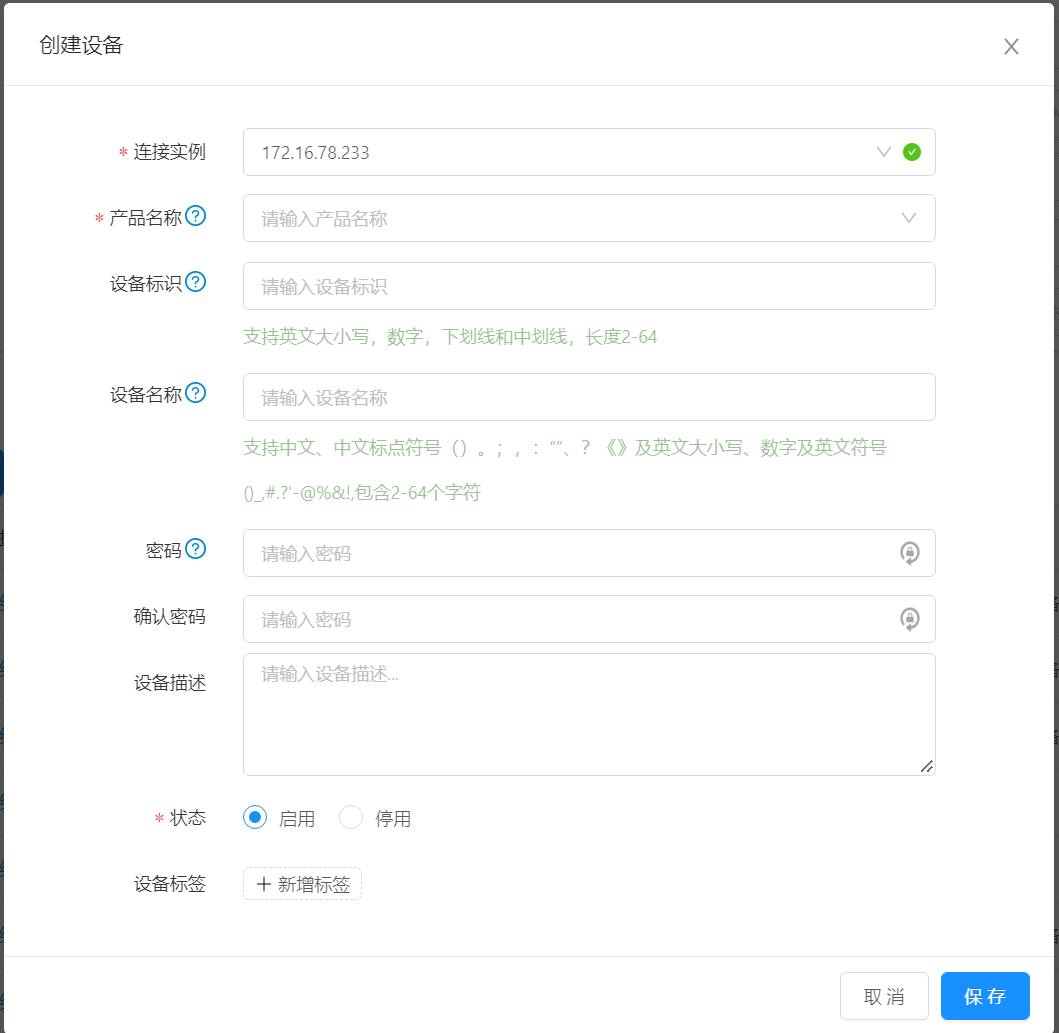 创建设备
* 连接实例 172.16.78.233
* 产品名称 ? 请输入产品名称
设备标识 ? 请输入设备标识
支持英文大小写，数字，下划线和中划线，长度2-64
设备名称 ? 请输入设备名称
支持中文、中文标点符号（）。；，：“”、？《》及英文大小写、数字及英文符号
()_,#.?'-@%&!,包含2-64个字符
密码 ? 请输入密码
确认密码 请输入密码
设备描述 请输入设备描述...
* 状态 启用 停用
设备标签 + 新增标签
取消 保存